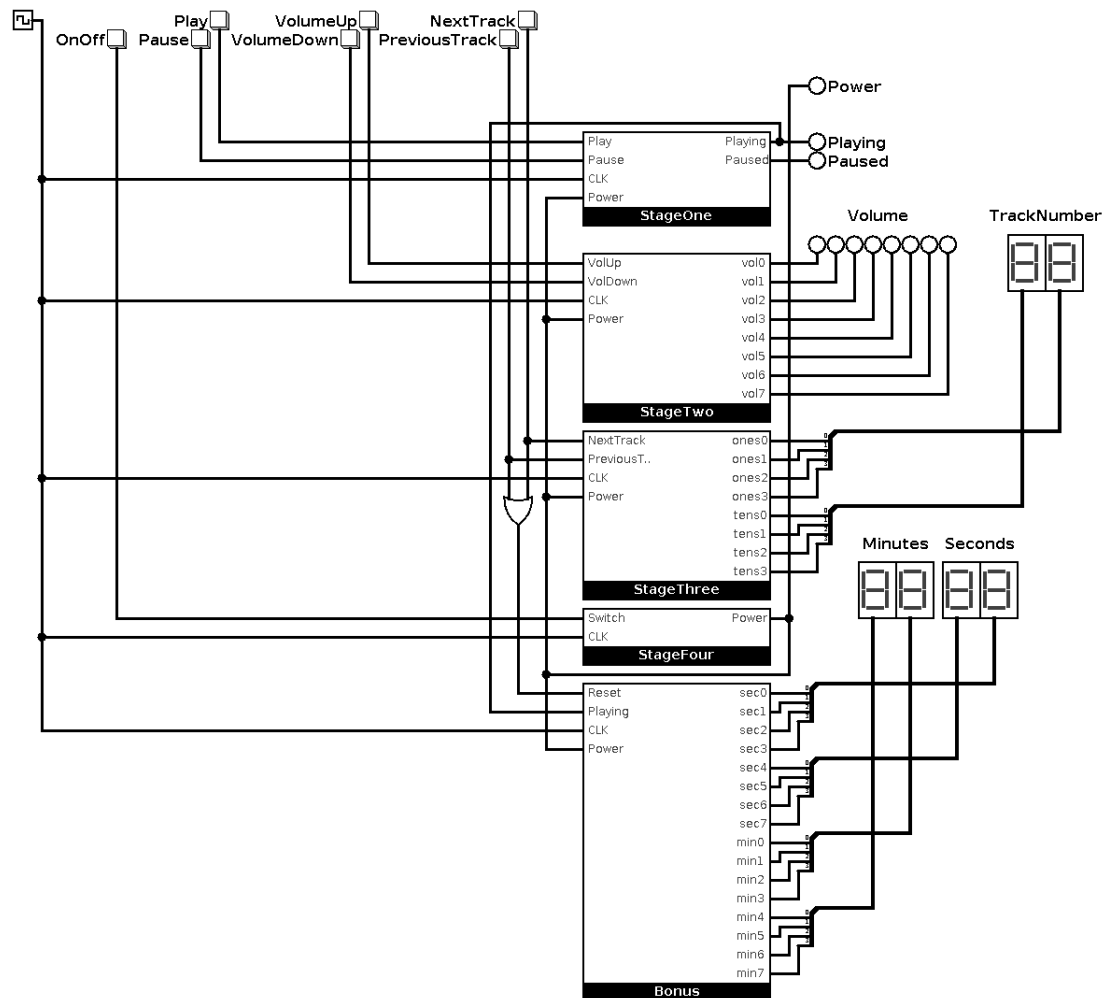 Play VolumeUp NextTrack
OnOff Pause VolumeDown PreviousTrack
Power
Play Playing Playing
Pause Paused Paused
CLK
Power
StageOne
Volume TrackNumber
VolUp vol0
VolDown vol1
CLK vol2
Power vol3
vol4
vol5
vol6
vol7
StageTwo
NextTrack ones0
PreviousT.. ones1
CLK ones2
Power ones3
tens0
tens1
tens2
tens3
StageThree
Minutes Seconds
Switch Power
CLK
StageFour
Reset sec0
Playing sec1
CLK sec2
Power sec3
sec4
sec5
sec6
sec7
min0
min1
min2
min3
min4
min5
min6
min7
Bonus